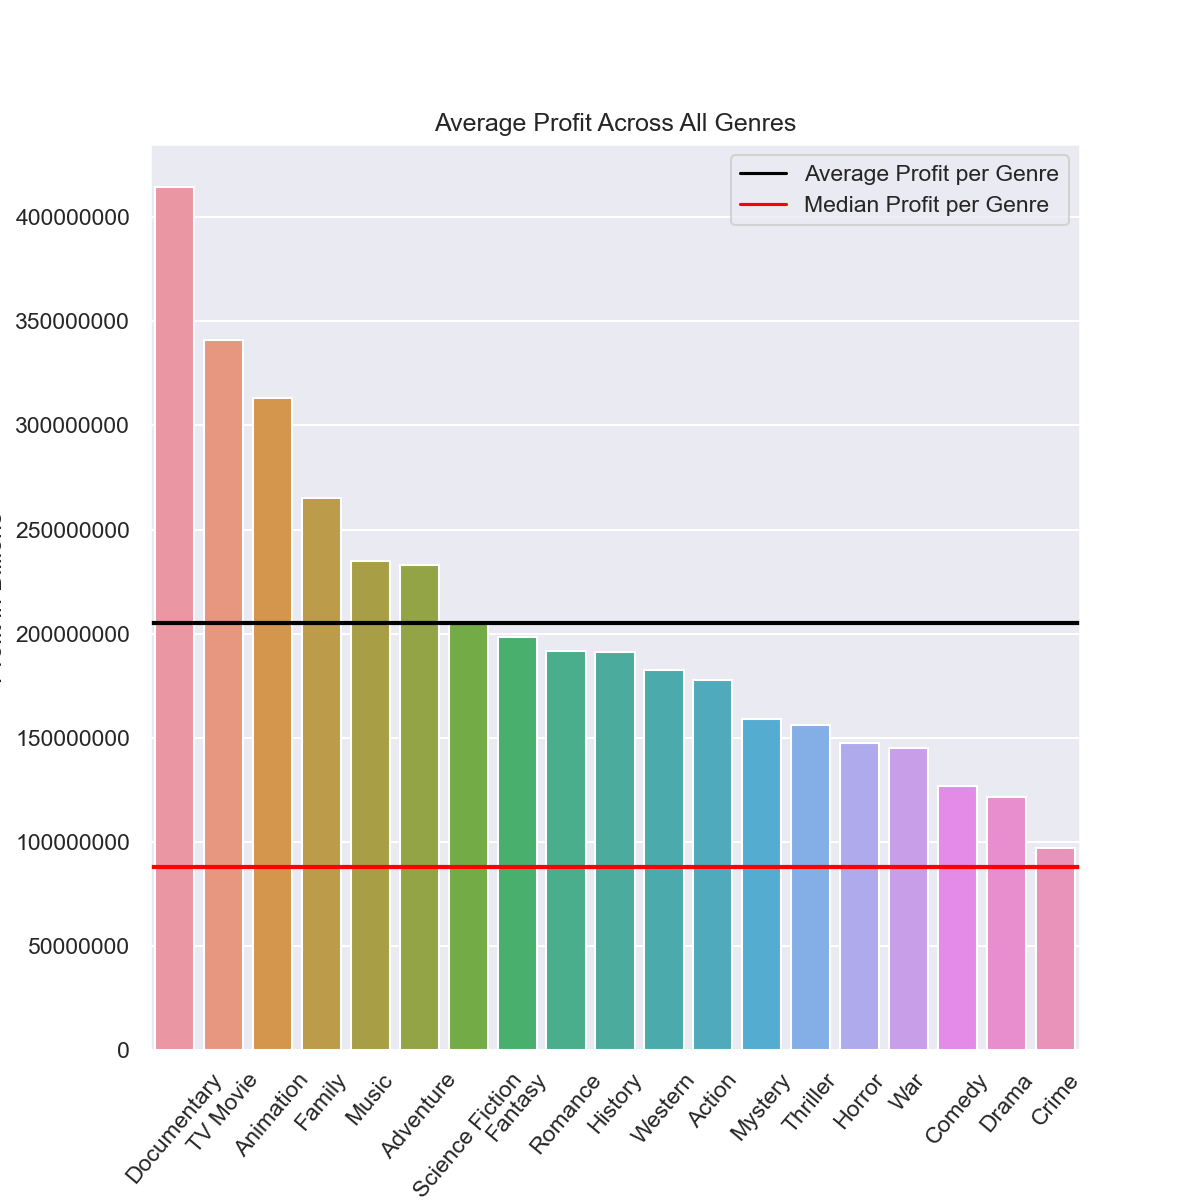 Average Profit Across All Genres
Average Profit per Genre
Median Profit per Genre
400000000
350000000
300000000
250000000
200000000
150000000
100000000
50000000
0
Documentary
TV Movie
Animation
Family
Music
Adventure
Science Fiction
Fantasy
Romance
History
Western
Action
Mystery
Thriller
Horror
War
Comedy
Drama
Crime